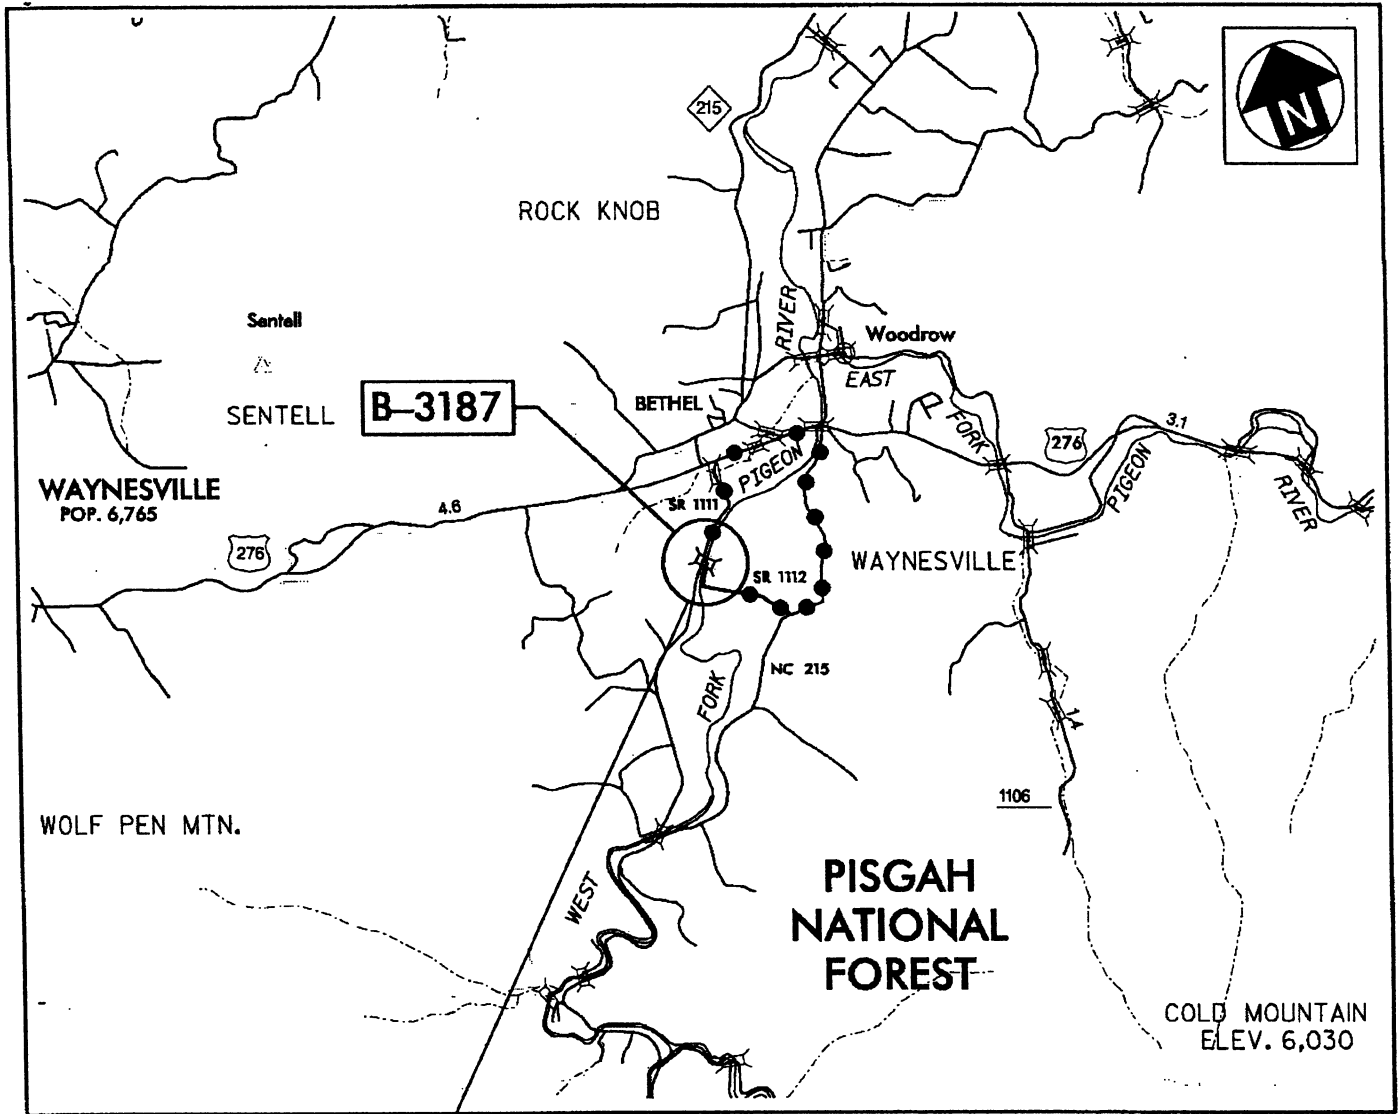 215
N
ROCK KNOB
RIVER
Sentell
Woodrow
EAST
B-3187
BETHEL
SENTELL
FORK
276
3.1
PIGEON
PIGEON
RIVER
WAYNESVILLE
POP. 6,765
4.6
SR 1111
276
SR 1112
WAYNESVILLE
NC 215
FORK
1.4
1106
WOLF PEN MTN.
WEST
PISGAH
NATIONAL
FOREST
COLD MOUNTAIN
ELEV. 6,030